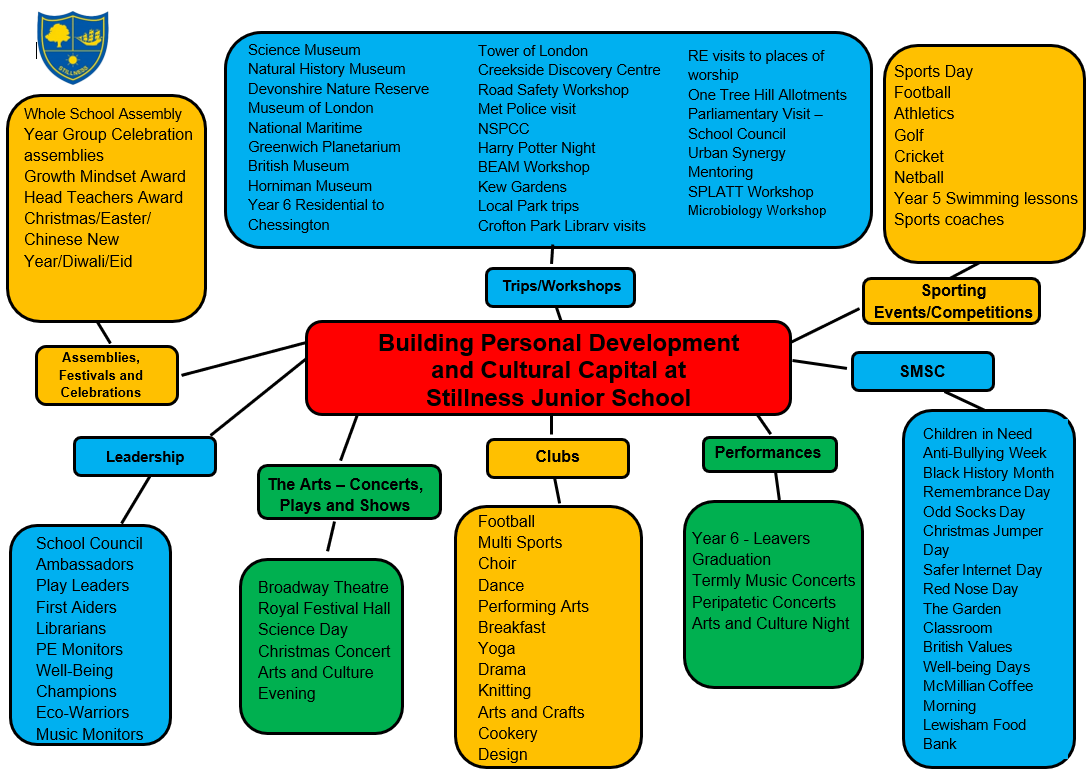 STILLNESS
Whole School Assembly
Year Group Celebration
assemblies
Growth Mindset Award
Head Teachers Award
Christmas/Easter/
Chinese New
Year/Diwali/Eid
Science Museum
Natural History Museum
Devonshire Nature Reserve
Museum of London
National Maritime
Greenwich Planetarium
British Museum
Horniman Museum
Year 6 Residential to
Chessington
Tower of London
Creekside Discovery Centre
Road Safety Workshop
Met Police visit
NSPCC
Harry Potter Night
BEAM Workshop
Kew Gardens
Local Park trips
Crofton Park Library visits
RE visits to places of
worship
One Tree Hill Allotments
Parliamentary Visit –
School Council
Urban Synergy
Mentoring
SPLATT Workshop
Microbiology Workshop
Sports Day
Football
Athletics
Golf
Cricket
Netball
Year 5 Swimming lessons
Sports coaches
Trips/Workshops
Sporting
Events/Competitions
Assemblies,
Festivals and
Celebrations
Building Personal Development
and Cultural Capital at
Stillness Junior School
SMSC
Leadership
The Arts – Concerts,
Plays and Shows
Clubs
Performances
School Council
Ambassadors
Play Leaders
First Aiders
Librarians
PE Monitors
Well-Being
Champions
Eco-Warriors
Music Monitors
Broadway Theatre
Royal Festival Hall
Science Day
Christmas Concert
Arts and Culture
Evening
Football
Multi Sports
Choir
Dance
Performing Arts
Breakfast
Yoga
Drama
Knitting
Arts and Crafts
Cookery
Design
Year 6 - Leavers
Graduation
Termly Music Concerts
Peripatetic Concerts
Arts and Culture Night
Children in Need
Anti-Bullying Week
Black History Month
Remembrance Day
Odd Socks Day
Christmas Jumper
Day
Safer Internet Day
Red Nose Day
The Garden
Classroom
British Values
Well-being Days
McMillian Coffee
Morning
Lewisham Food
Bank